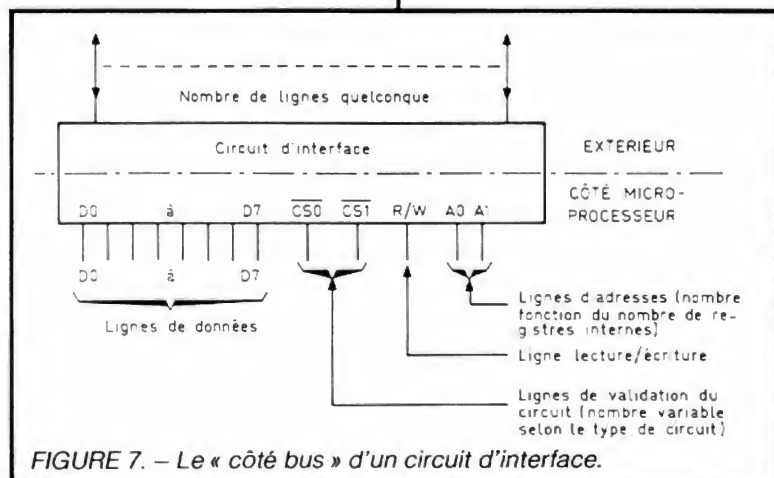 Nombre de lignes quelconque
Circuit d'interface
EXTERIEUR
CÔTÉ MICRO-
PROCESSEUR
D0 à D7 CS0 CS1 R/W A0 A1
D0 à D7
Lignes de données
Lignes d'adresses (nombre
fonction du nombre de re-
gistres internes)
Ligne lecture/écriture
Lignes de validation du
circuit (nombre variable
selon le type de circuit)
FIGURE 7. – Le « côté bus » d'un circuit d'interface.